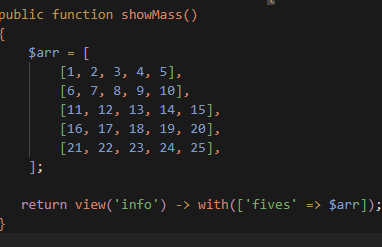 public function showMass()
{
    $arr = [
        [1, 2, 3, 4, 5],
        [6, 7, 8, 9, 10],
        [11, 12, 13, 14, 15],
        [16, 17, 18, 19, 20],
        [21, 22, 23, 24, 25],
    ];
   return view('info') -> with(['fives' => $arr]);
}